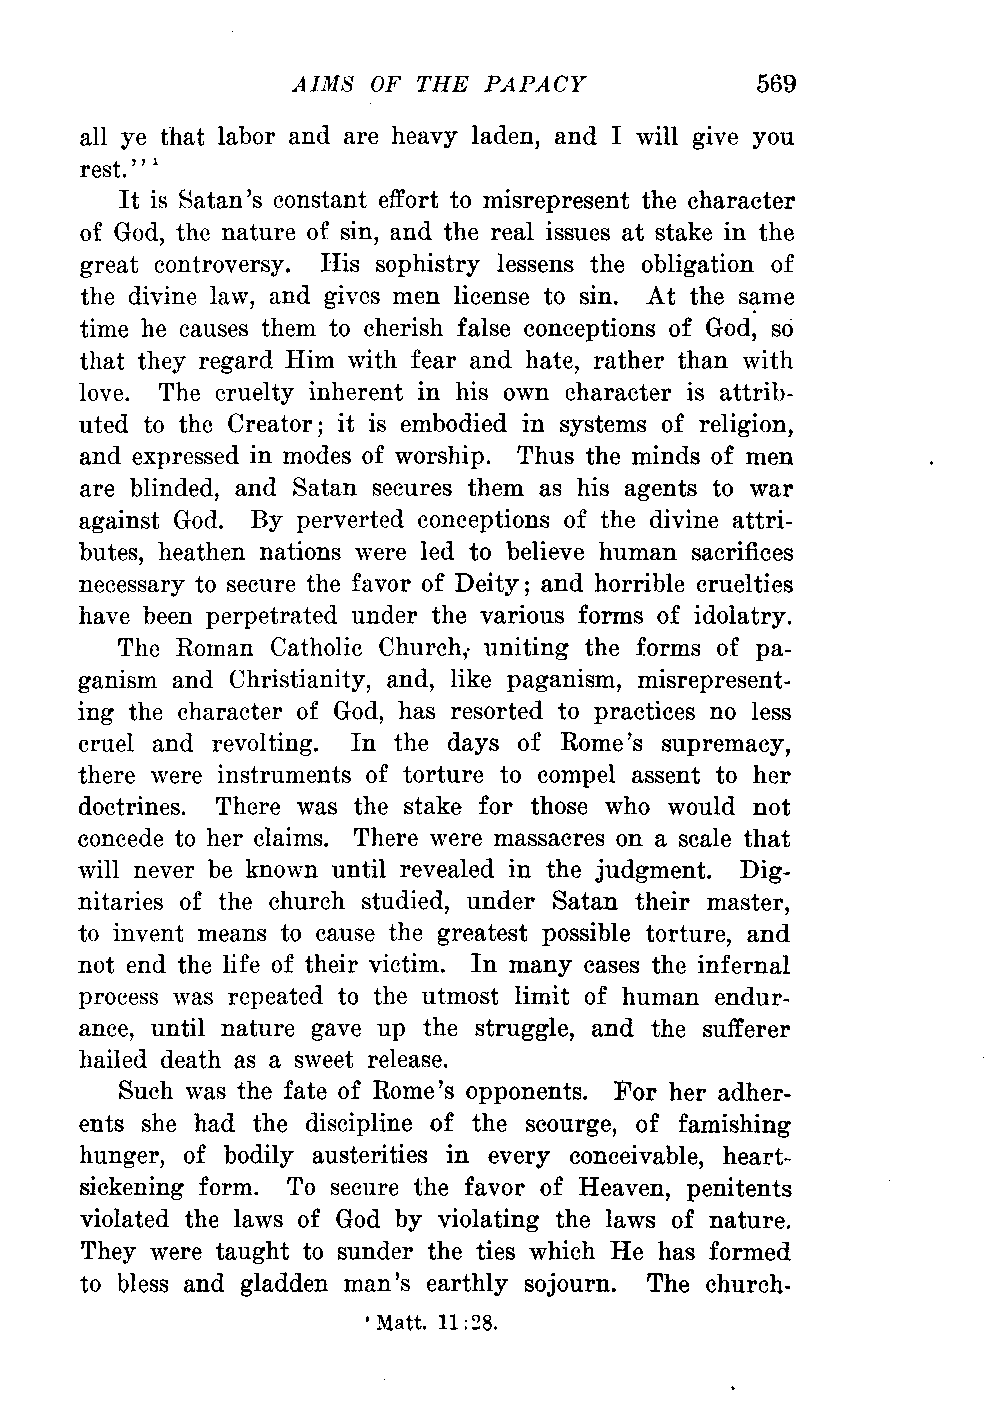 AIMS OF THE PAPACY 569
all ye that labor and are heavy laden, and I will give you
rest.''¹
It is Satan's constant effort to misrepresent the character
of God, the nature of sin, and the real issues at stake in the
great controversy. His sophistry lessens the obligation of
the divine law, and gives men license to sin. At the same
time he causes them to cherish false conceptions of God, so
that they regard Him with fear and hate, rather than with
love. The cruelty inherent in his own character is attrib-
uted to the Creator; it is embodied in systems of religion,
and expressed in modes of worship. Thus the minds of men
are blinded, and Satan secures them as his agents to war
against God. By perverted conceptions of the divine attri-
butes, heathen nations were led to believe human sacrifices
necessary to secure the favor of Deity; and horrible cruelties
have been perpetrated under the various forms of idolatry.
The Roman Catholic Church, uniting the forms of pa-
ganism and Christianity, and, like paganism, misrepresent-
ing the character of God, has resorted to practices no less
cruel and revolting. In the days of Rome's supremacy,
there were instruments of torture to compel assent to her
doctrines. There was the stake for those who would not
concede to her claims. There were massacres on a scale that
will never be known until revealed in the judgment. Dig-
nitaries of the church studied, under Satan their master,
to invent means to cause the greatest possible torture, and
not end the life of their victim. In many cases the infernal
process was repeated to the utmost limit of human endur-
ance, until nature gave up the struggle, and the sufferer
hailed death as a sweet release.
Such was the fate of Rome's opponents. For her adher-
ents she had the discipline of the scourge, of famishing
hunger, of bodily austerities in every conceivable, heart-
sickening form. To secure the favor of Heaven, penitents
violated the laws of God by violating the laws of nature.
They were taught to sunder the ties which He has formed
to bless and gladden man's earthly sojourn. The church-
¹ Matt. 11:28.